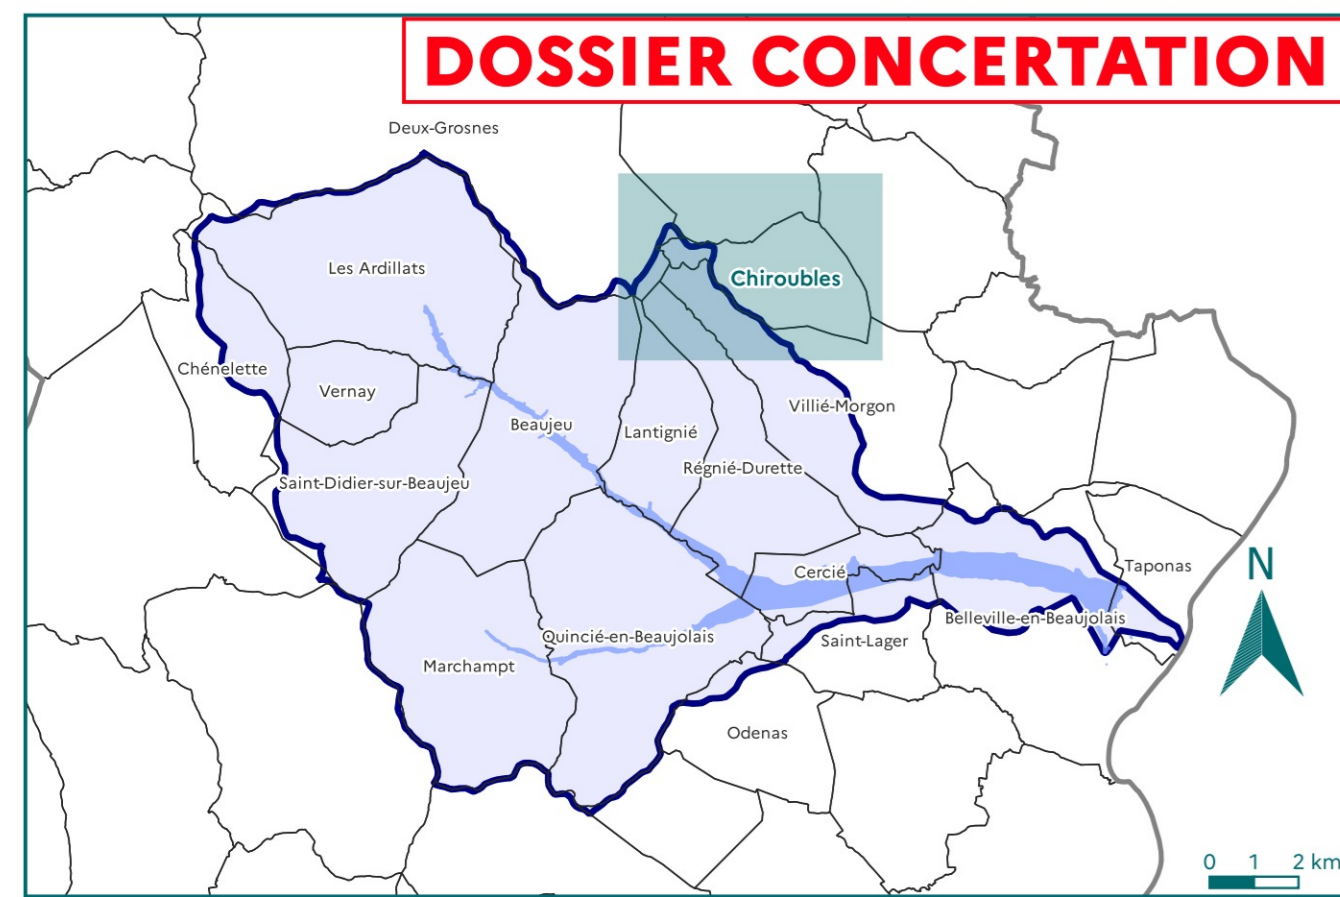 DOSSIER CONCERTATION
Deux-Grosnes
Les Ardillats
Chiroubles
Chénelette
Vernay
Villié-Morgon
Beaujeu
Lantignié
Régnié-Durette
Saint-Didier-sur-Beaujeu
Taponas
N
Cercié
Belleville-en-Beaujolais
Quincié-en-Beaujolais
Saint-Lager
Marchampt
Odenas
0 1 2 km